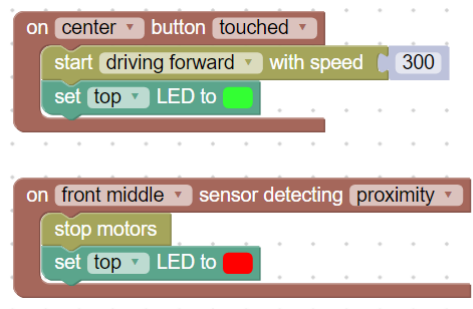 on center button touched
start driving forward with speed 300
set top LED to
on front middle sensor detecting proximity
stop motors
set top LED to